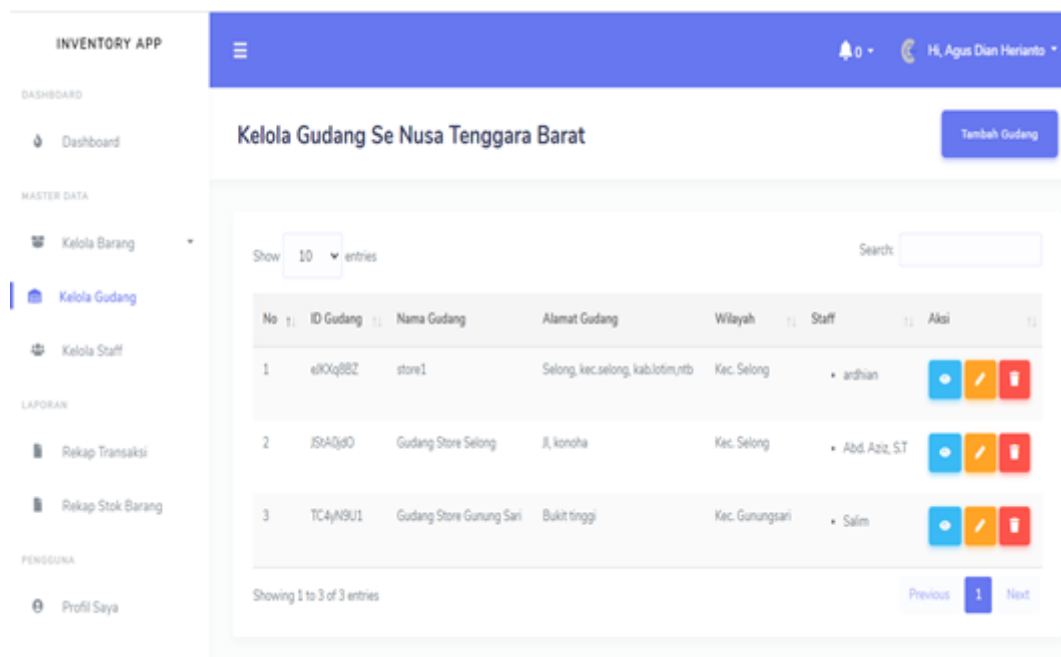 INVENTORY APP
0
Hi, Agus Dian Herianto
DASHBOARD
Dashboard
MASTER DATA
Kelola Barang
Kelola Gudang
Kelola Staff
LAPORAN
Rekap Transaksi
Rekap Stok Barang
PENGGUNA
Profil Saya
Kelola Gudang Se Nusa Tenggara Barat
Tambah Gudang
Show 10 entries
Search:
No ID Gudang Nama Gudang Alamat Gudang Wilayah Staff Aksi
1 store1 Selong, kec.selong, kab.lotim,ntb Kec. Selong • ardhian
2 Gudang Store Selong Jl, konoha Kec. Selong • Abd. Aziz, S.T
3 TC4yN9U1 Gudang Store Gunung Sari Bukit tinggi Kec. Gunungsari • Salim
Showing 1 to 3 of 3 entries
Previous 1 Next